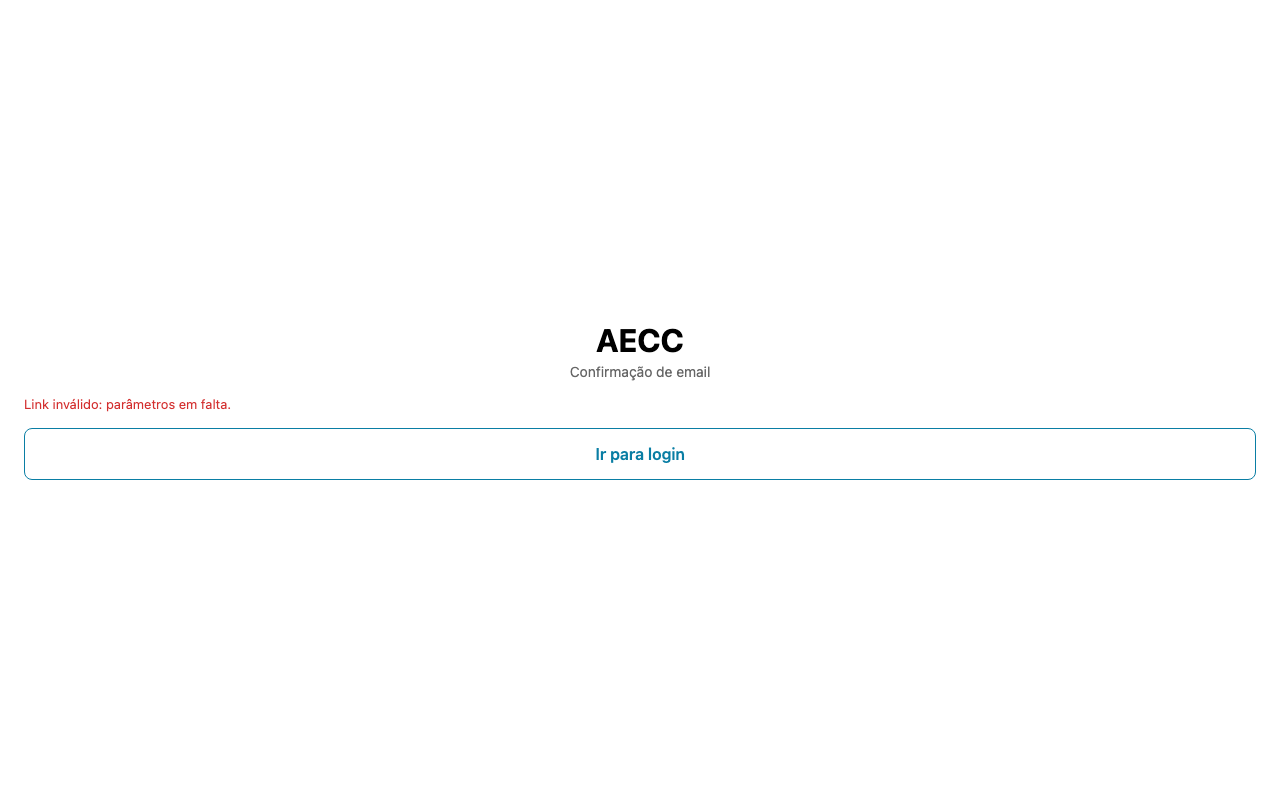 AECC
Confirmação de email
Link inválido: parâmetros em falta.
Ir para login